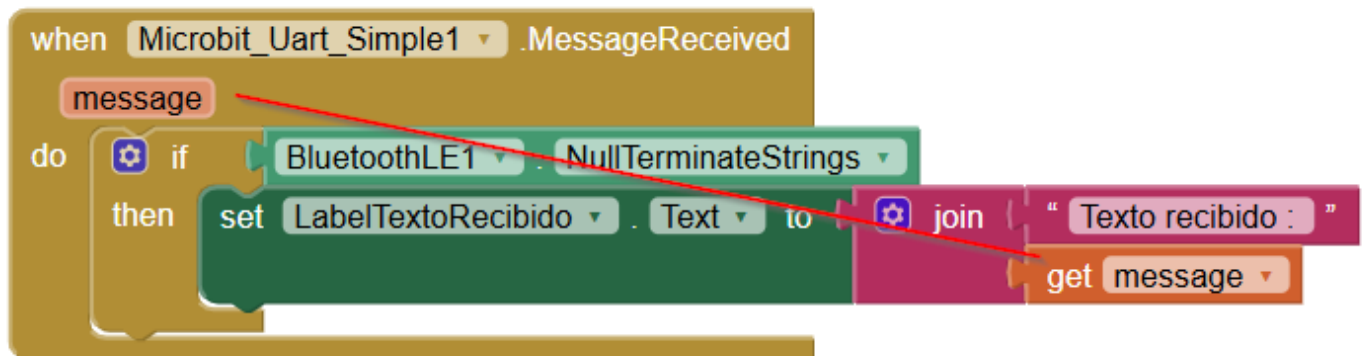 when Microbit_Uart_Simple1 .MessageReceived
message
do if BluetoothLE1 . NullTerminateStrings
then set LabelTextoRecibido . Text to join “ Texto recibido : ”
get message